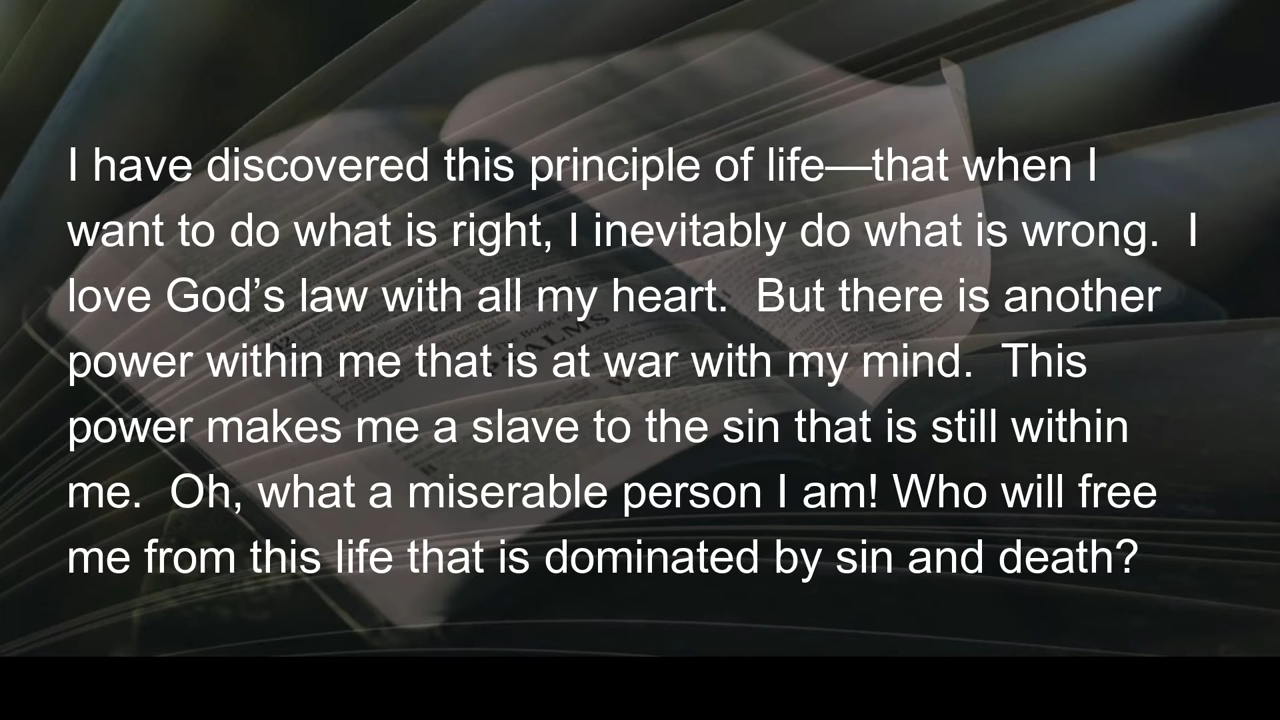 I have discovered this principle of life—that when I
want to do what is right, I inevitably do what is wrong.  I
love God’s law with all my heart.  But there is another
power within me that is at war with my mind.  This
power makes me a slave to the sin that is still within
me.  Oh, what a miserable person I am! Who will free
me from this life that is dominated by sin and death?
The Book
PSALMS